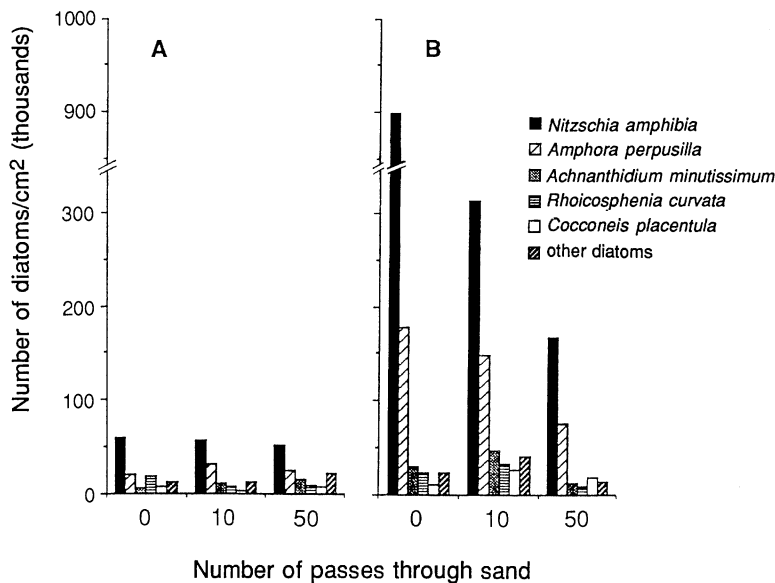 1000
900
300
200
100
0
Number of diatoms/cm2 (thousands)
A
B
Nitzschia amphibia
Amphora perpusilla
Achnanthidium minutissimum
Rhoicosphenia curvata
Cocconeis placentula
other diatoms
0 10 50 0 10 50
Number of passes through sand